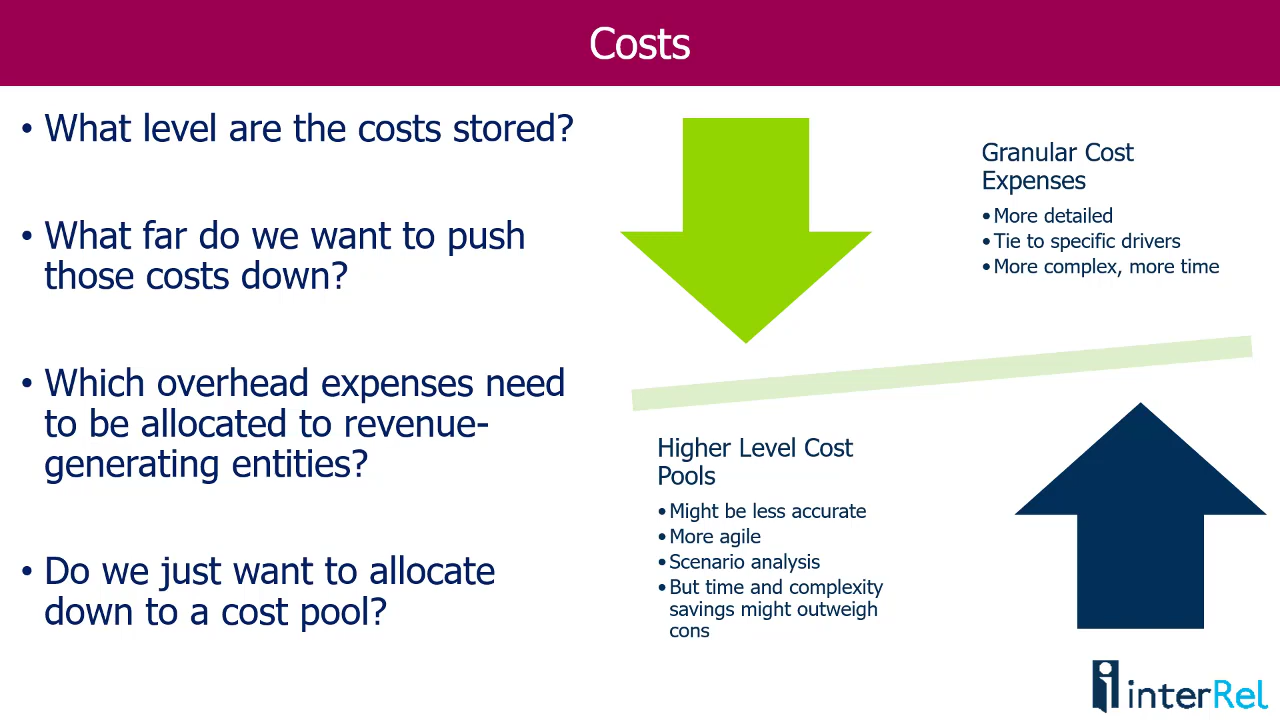 Costs
• What level are the costs stored?
• What far do we want to push
those costs down?
• Which overhead expenses need
to be allocated to revenue-
generating entities?
• Do we just want to allocate
down to a cost pool?
Granular Cost
Expenses
• More detailed
• Tie to specific drivers
• More complex, more time
Higher Level Cost
Pools
• Might be less accurate
• More agile
• Scenario analysis
• But time and complexity
savings might outweigh
cons
interRel